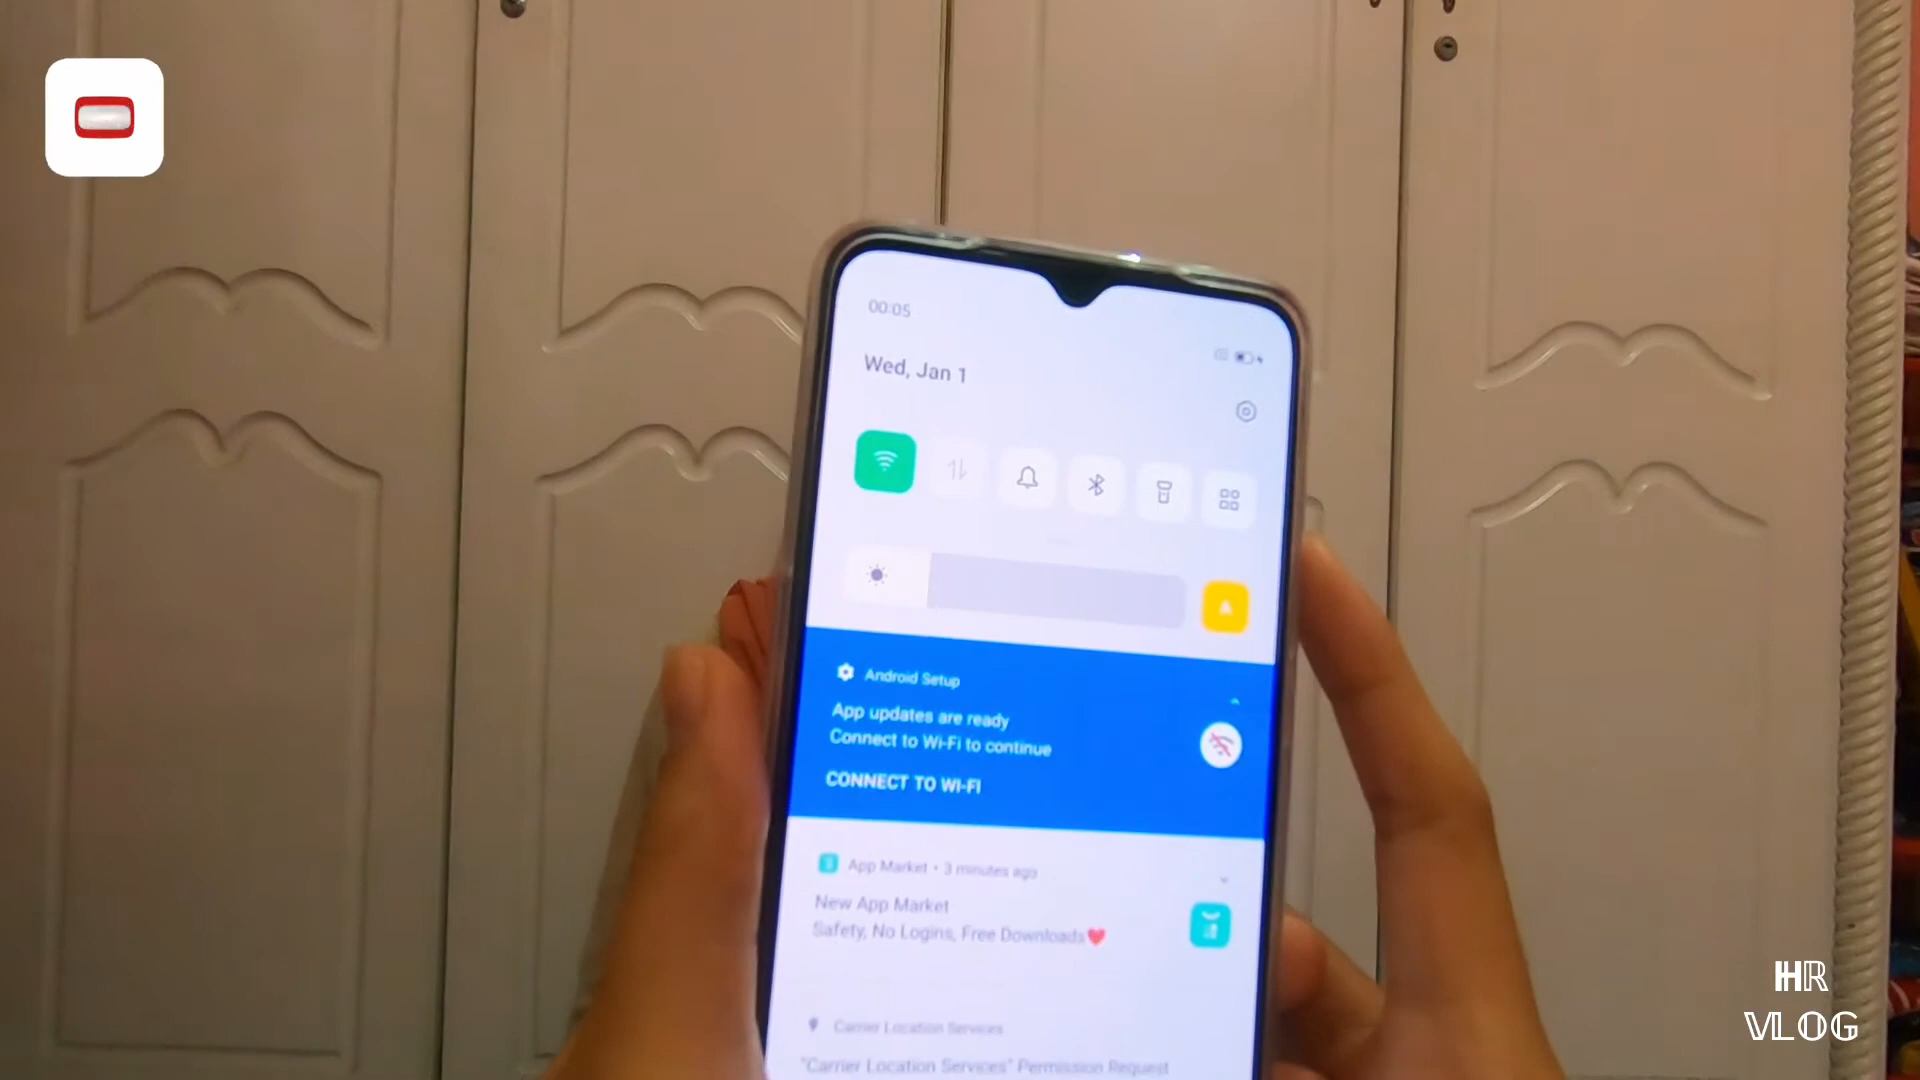 00:05
Wed, Jan 1
Android Setup
App updates are ready
Connect to Wi-Fi to continue
CONNECT TO WI-FI
App Market • 3 minutes ago
New App Market
Safety, No Logins, Free Downloads❤
Carrier Location Services
"Carrier Location Services" Permission Request
HR
VLOG